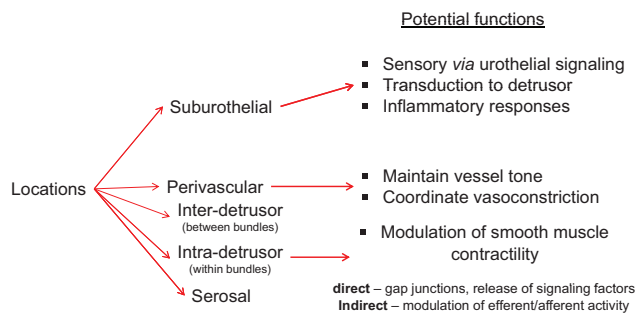 Potential functions
▪ Sensory via urothelial signaling
▪ Transduction to detrusor
▪ Inflammatory responses
Suburothelial
Locations
Perivascular
▪ Maintain vessel tone
▪ Coordinate vasoconstriction
Inter-detrusor
(between bundles)
Intra-detrusor
(within bundles)
▪ Modulation of smooth muscle
contractility
Serosal
direct – gap junctions, release of signaling factors
Indirect – modulation of efferent/afferent activity